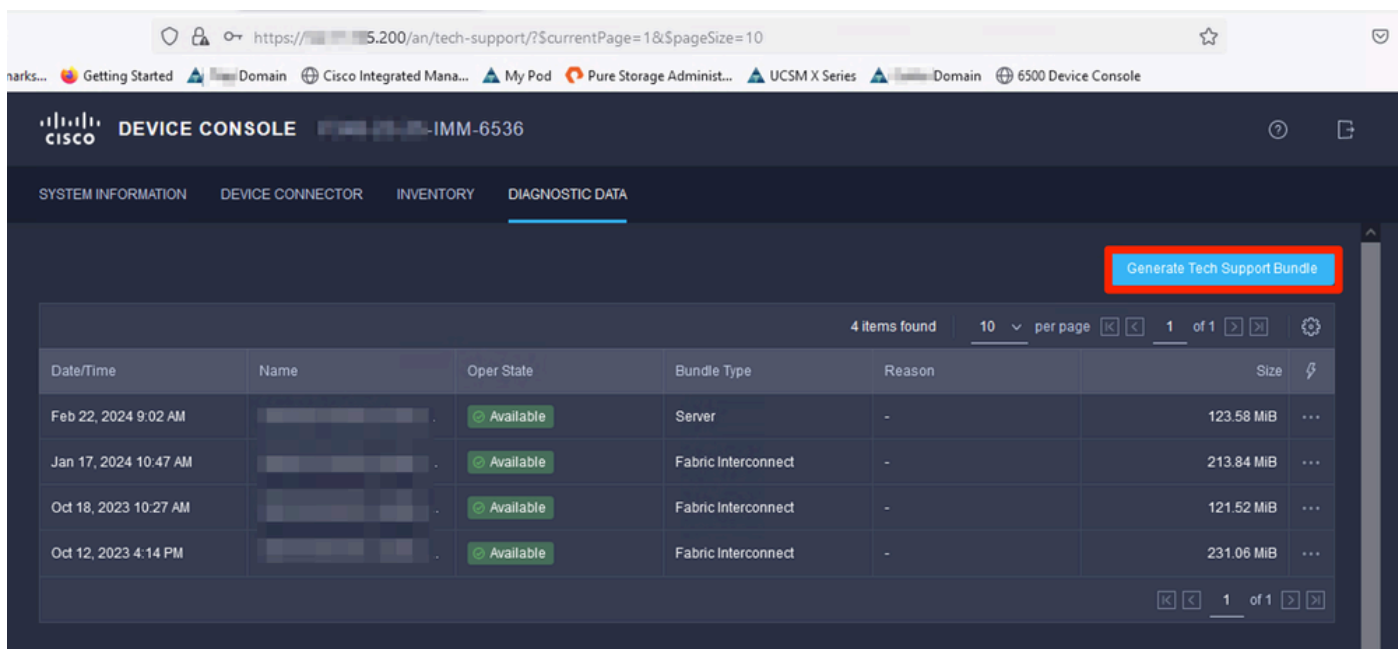 https:// 5.200/an/tech-support/?$currentPage=1&$pageSize=10
narks... Getting Started Domain Cisco Integrated Mana... My Pod Pure Storage Administ... UCSM X Series Domain 6500 Device Console
CISCO DEVICE CONSOLE -IMM-6536
SYSTEM INFORMATION DEVICE CONNECTOR INVENTORY DIAGNOSTIC DATA
Generate Tech Support Bundle
4 items found 10 per page 1 of 1
Date/Time Name Oper State Bundle Type Reason Size
Feb 22, 2024 9:02 AM . Available Server - 123.58 MiB ...
Jan 17, 2024 10:47 AM . Available Fabric Interconnect - 213.84 MiB ...
Oct 18, 2023 10:27 AM . Available Fabric Interconnect - 121.52 MiB ...
Oct 12, 2023 4:14 PM . Available Fabric Interconnect - 231.06 MiB ...
1 of 1